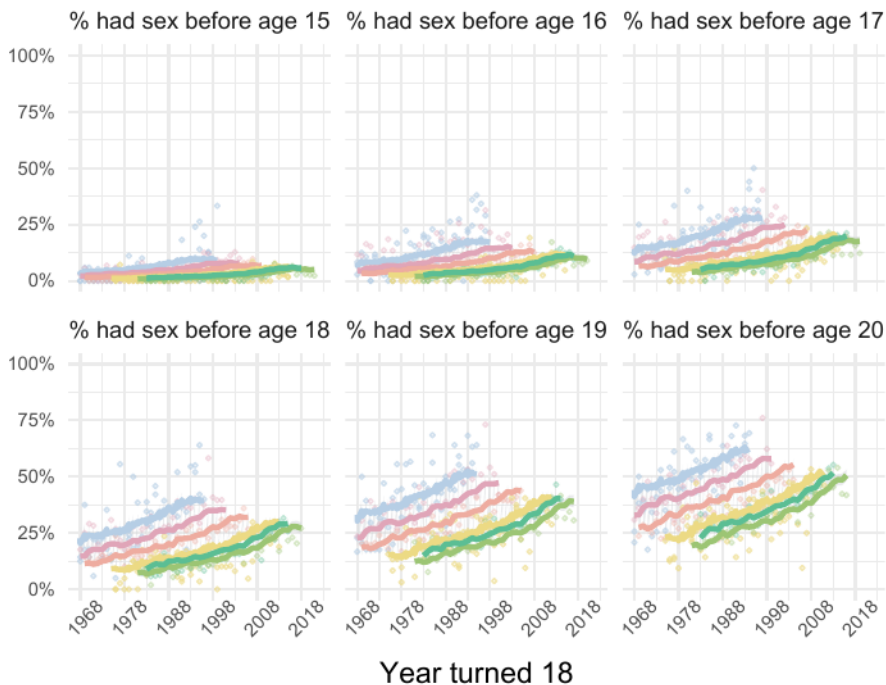 % had sex before age 15 % had sex before age 16 % had sex before age 17
100%
75%
50%
25%
0%
% had sex before age 18 % had sex before age 19 % had sex before age 20
100%
75%
50%
25%
0%
1968 1978 1988 1998 2008 2018 1968 1978 1988 1998 2008 2018 1968 1978 1988 1998 2008 2018
Year turned 18